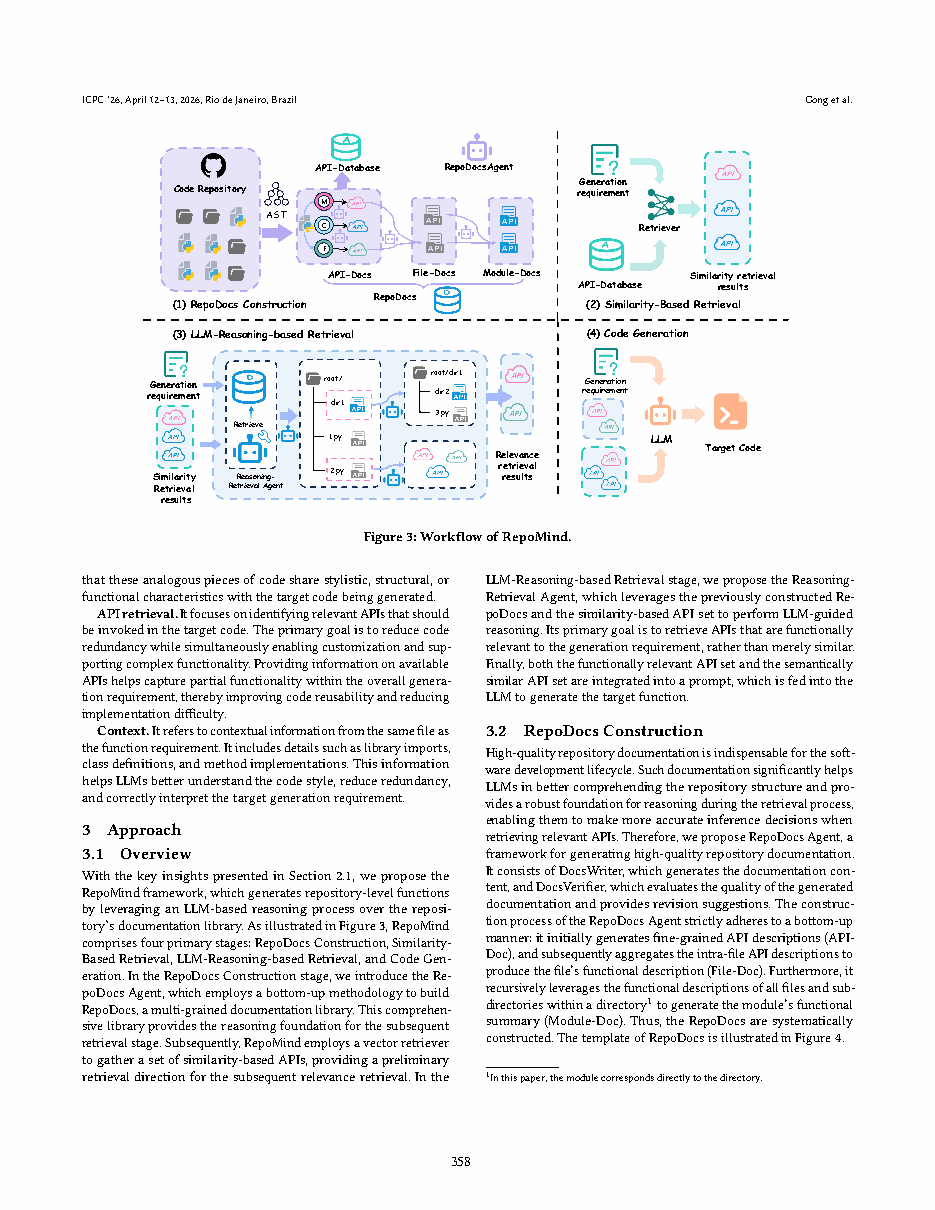 ICPC '26, April 12–13, 2026, Rio de Janeiro, Brazil
Gong et al.
Code Repository
AST
API-Database
RepoDocsAgent
M
C
F
API
API
API
API
API
API
API
API-Docs
File-Docs
Module-Docs
RepoDocs
(1) RepoDocs Construction
Generation
requirement
API-Database
Retriever
API
API
API
Similarity retrieval
results
(2) Similarity-Based Retrieval
(3) LLM-Reasoning-based Retrieval
Generation
requirement
API
API
API
Similarity
Retrieval
results
Retrieve
Reasoning-
Retrieval Agent
root/
dir1
API
1.py
API
2.py
API
root/dir1
dir2
API
3.py
API
API
API
API
API
API
Relevance
retrieval
results
(4) Code Generation
Generation
requirement
API
API
API
API
API
LLM
Target Code
Figure 3: Workflow of RepoMind.
that these analogous pieces of code share stylistic, structural, or
functional characteristics with the target code being generated.
API retrieval. It focuses on identifying relevant APIs that should
be invoked in the target code. The primary goal is to reduce code
redundancy while simultaneously enabling customization and sup-
porting complex functionality. Providing information on available
APIs helps capture partial functionality within the overall genera-
tion requirement, thereby improving code reusability and reducing
implementation difficulty.
Context. It refers to contextual information from the same file as
the function requirement. It includes details such as library imports,
class definitions, and method implementations. This information
helps LLMs better understand the code style, reduce redundancy,
and correctly interpret the target generation requirement.
3 Approach
3.1 Overview
With the key insights presented in Section 2.1, we propose the
RepoMind framework, which generates repository-level functions
by leveraging an LLM-based reasoning process over the reposi-
tory's documentation library. As illustrated in Figure 3, RepoMind
comprises four primary stages: RepoDocs Construction, Similarity-
Based Retrieval, LLM-Reasoning-based Retrieval, and Code Gen-
eration. In the RepoDocs Construction stage, we introduce the Re-
poDocs Agent, which employs a bottom-up methodology to build
RepoDocs, a multi-grained documentation library. This comprehen-
sive library provides the reasoning foundation for the subsequent
retrieval stage. Subsequently, RepoMind employs a vector retriever
to gather a set of similarity-based APIs, providing a preliminary
retrieval direction for the subsequent relevance retrieval. In the
LLM-Reasoning-based Retrieval stage, we propose the Reasoning-
Retrieval Agent, which leverages the previously constructed Re-
poDocs and the similarity-based API set to perform LLM-guided
reasoning. Its primary goal is to retrieve APIs that are functionally
relevant to the generation requirement, rather than merely similar.
Finally, both the functionally relevant API set and the semantically
similar API set are integrated into a prompt, which is fed into the
LLM to generate the target function.
3.2 RepoDocs Construction
High-quality repository documentation is indispensable for the soft-
ware development lifecycle. Such documentation significantly helps
LLMs in better comprehending the repository structure and pro-
vides a robust foundation for reasoning during the retrieval process,
enabling them to make more accurate inference decisions when
retrieving relevant APIs. Therefore, we propose RepoDocs Agent, a
framework for generating high-quality repository documentation.
It consists of DocsWriter, which generates the documentation con-
tent, and DocsVerifier, which evaluates the quality of the generated
documentation and provides revision suggestions. The construc-
tion process of the RepoDocs Agent strictly adheres to a bottom-up
manner: it initially generates fine-grained API descriptions (API-
Doc), and subsequently aggregates the intra-file API descriptions to
produce the file's functional description (File-Doc). Furthermore, it
recursively leverages the functional descriptions of all files and sub-
directories within a directory¹ to generate the module's functional
summary (Module-Doc). Thus, the RepoDocs are systematically
constructed. The template of RepoDocs is illustrated in Figure 4.
¹In this paper, the module corresponds directly to the directory.
358